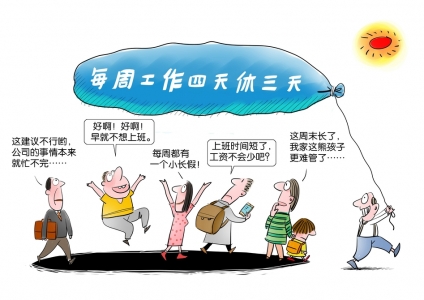 每周工作四天休三天
这建议不行哟，
公司的事情本来
就忙不完……
好啊！好啊！
早就不想上班。
每周都有
一个小长假！
上班时间短了，
工资不会少吧？
这周末长了，
我家这熊孩子
更难管了……